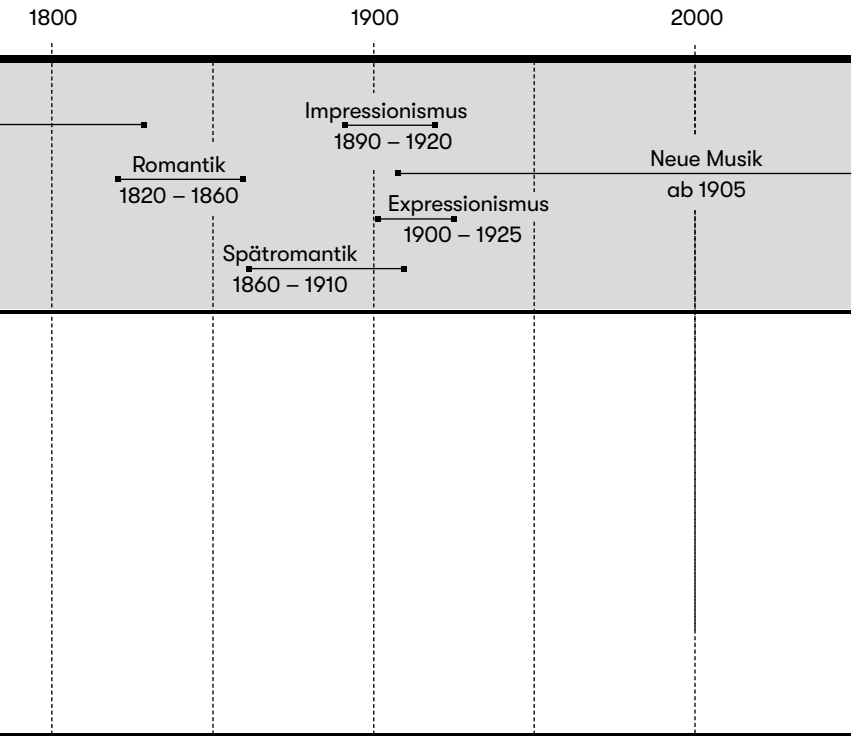 1800 1900 2000
Impressionismus
1890 – 1920
Romantik
1820 – 1860
Neue Musik
ab 1905
Expressionismus
1900 – 1925
Spätromantik
1860 – 1910